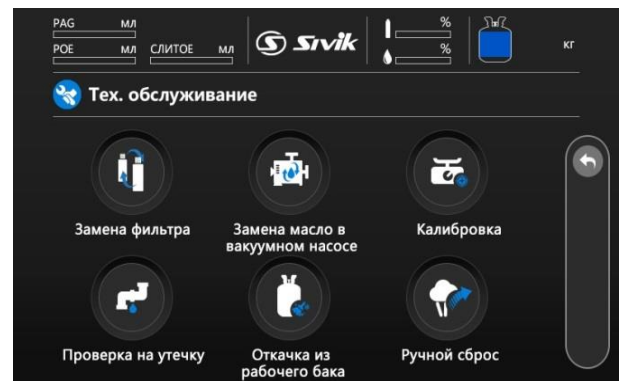 PAG мл
POE мл СЛИТОЕ мл
Sivik
%
%
кг
Тех. обслуживание
Замена фильтра
Замена масло в
вакуумном насосе
Калибровка
Проверка на утечку
Откачка из
рабочего бака
Ручной сброс